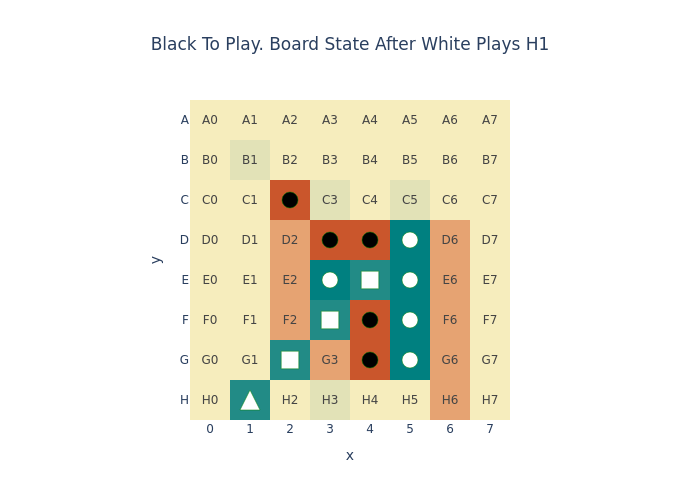 Black To Play. Board State After White Plays H1
A A0 A1 A2 A3 A4 A5 A6 A7
B B0 B1 B2 B3 B4 B5 B6 B7
C C0 C1 C3 C4 C5 C6 C7
D D0 D1 D2 D6 D7
E E0 E1 E2 E6 E7
F F0 F1 F2 F6 F7
G G0 G1 G3 G6 G7
H H0 H2 H3 H4 H5 H6 H7
0 1 2 3 4 5 6 7
x
y